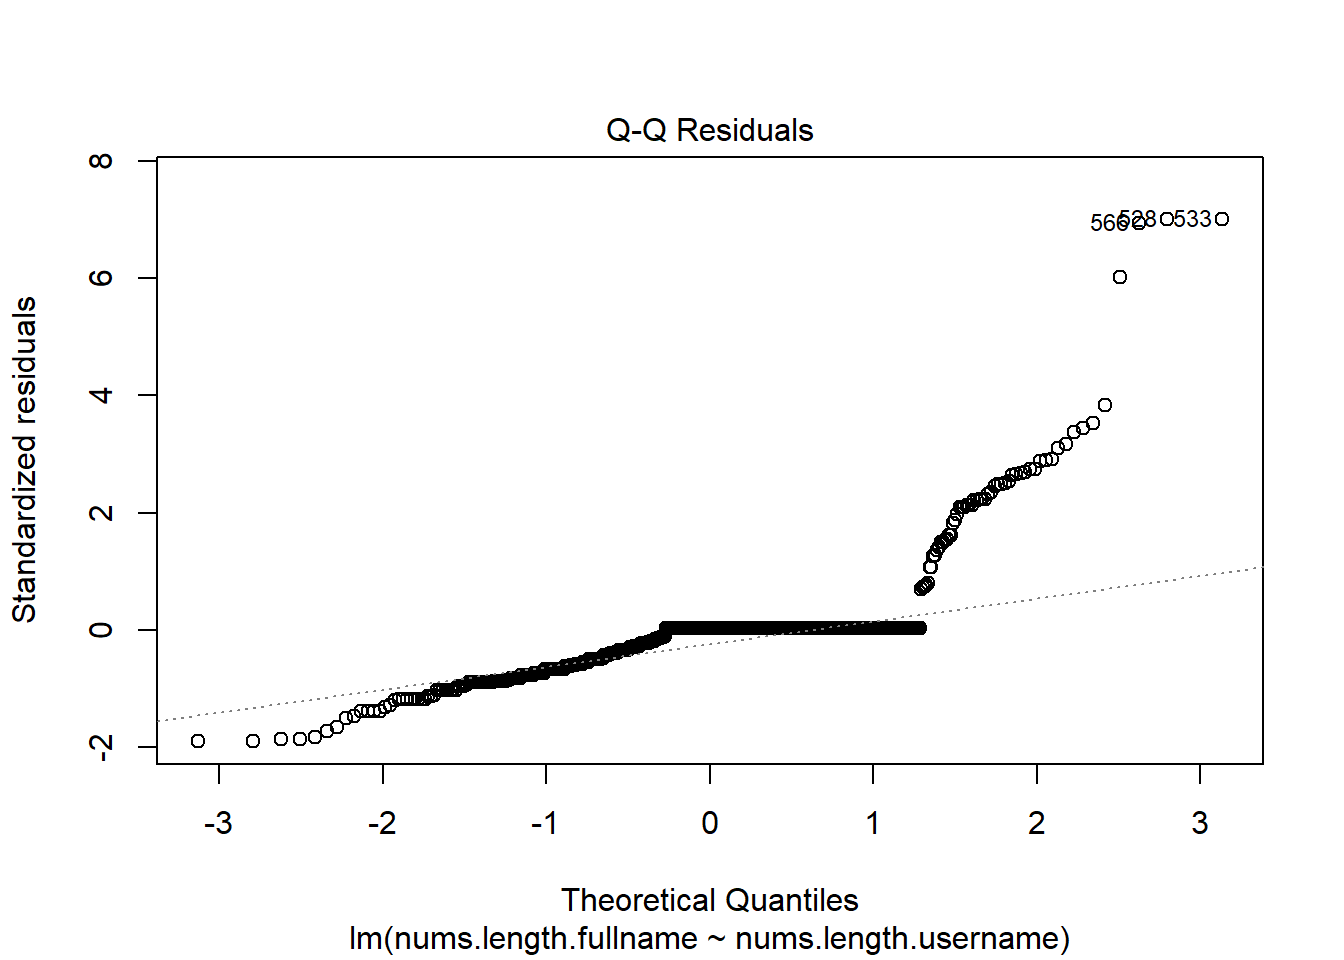 Q-Q Residuals
Standardized residuals
8
6
4
2
0
-2
566
528
533
-3 -2 -1 0 1 2 3
Theoretical Quantiles
lm(nums.length.fullname ~ nums.length.username)